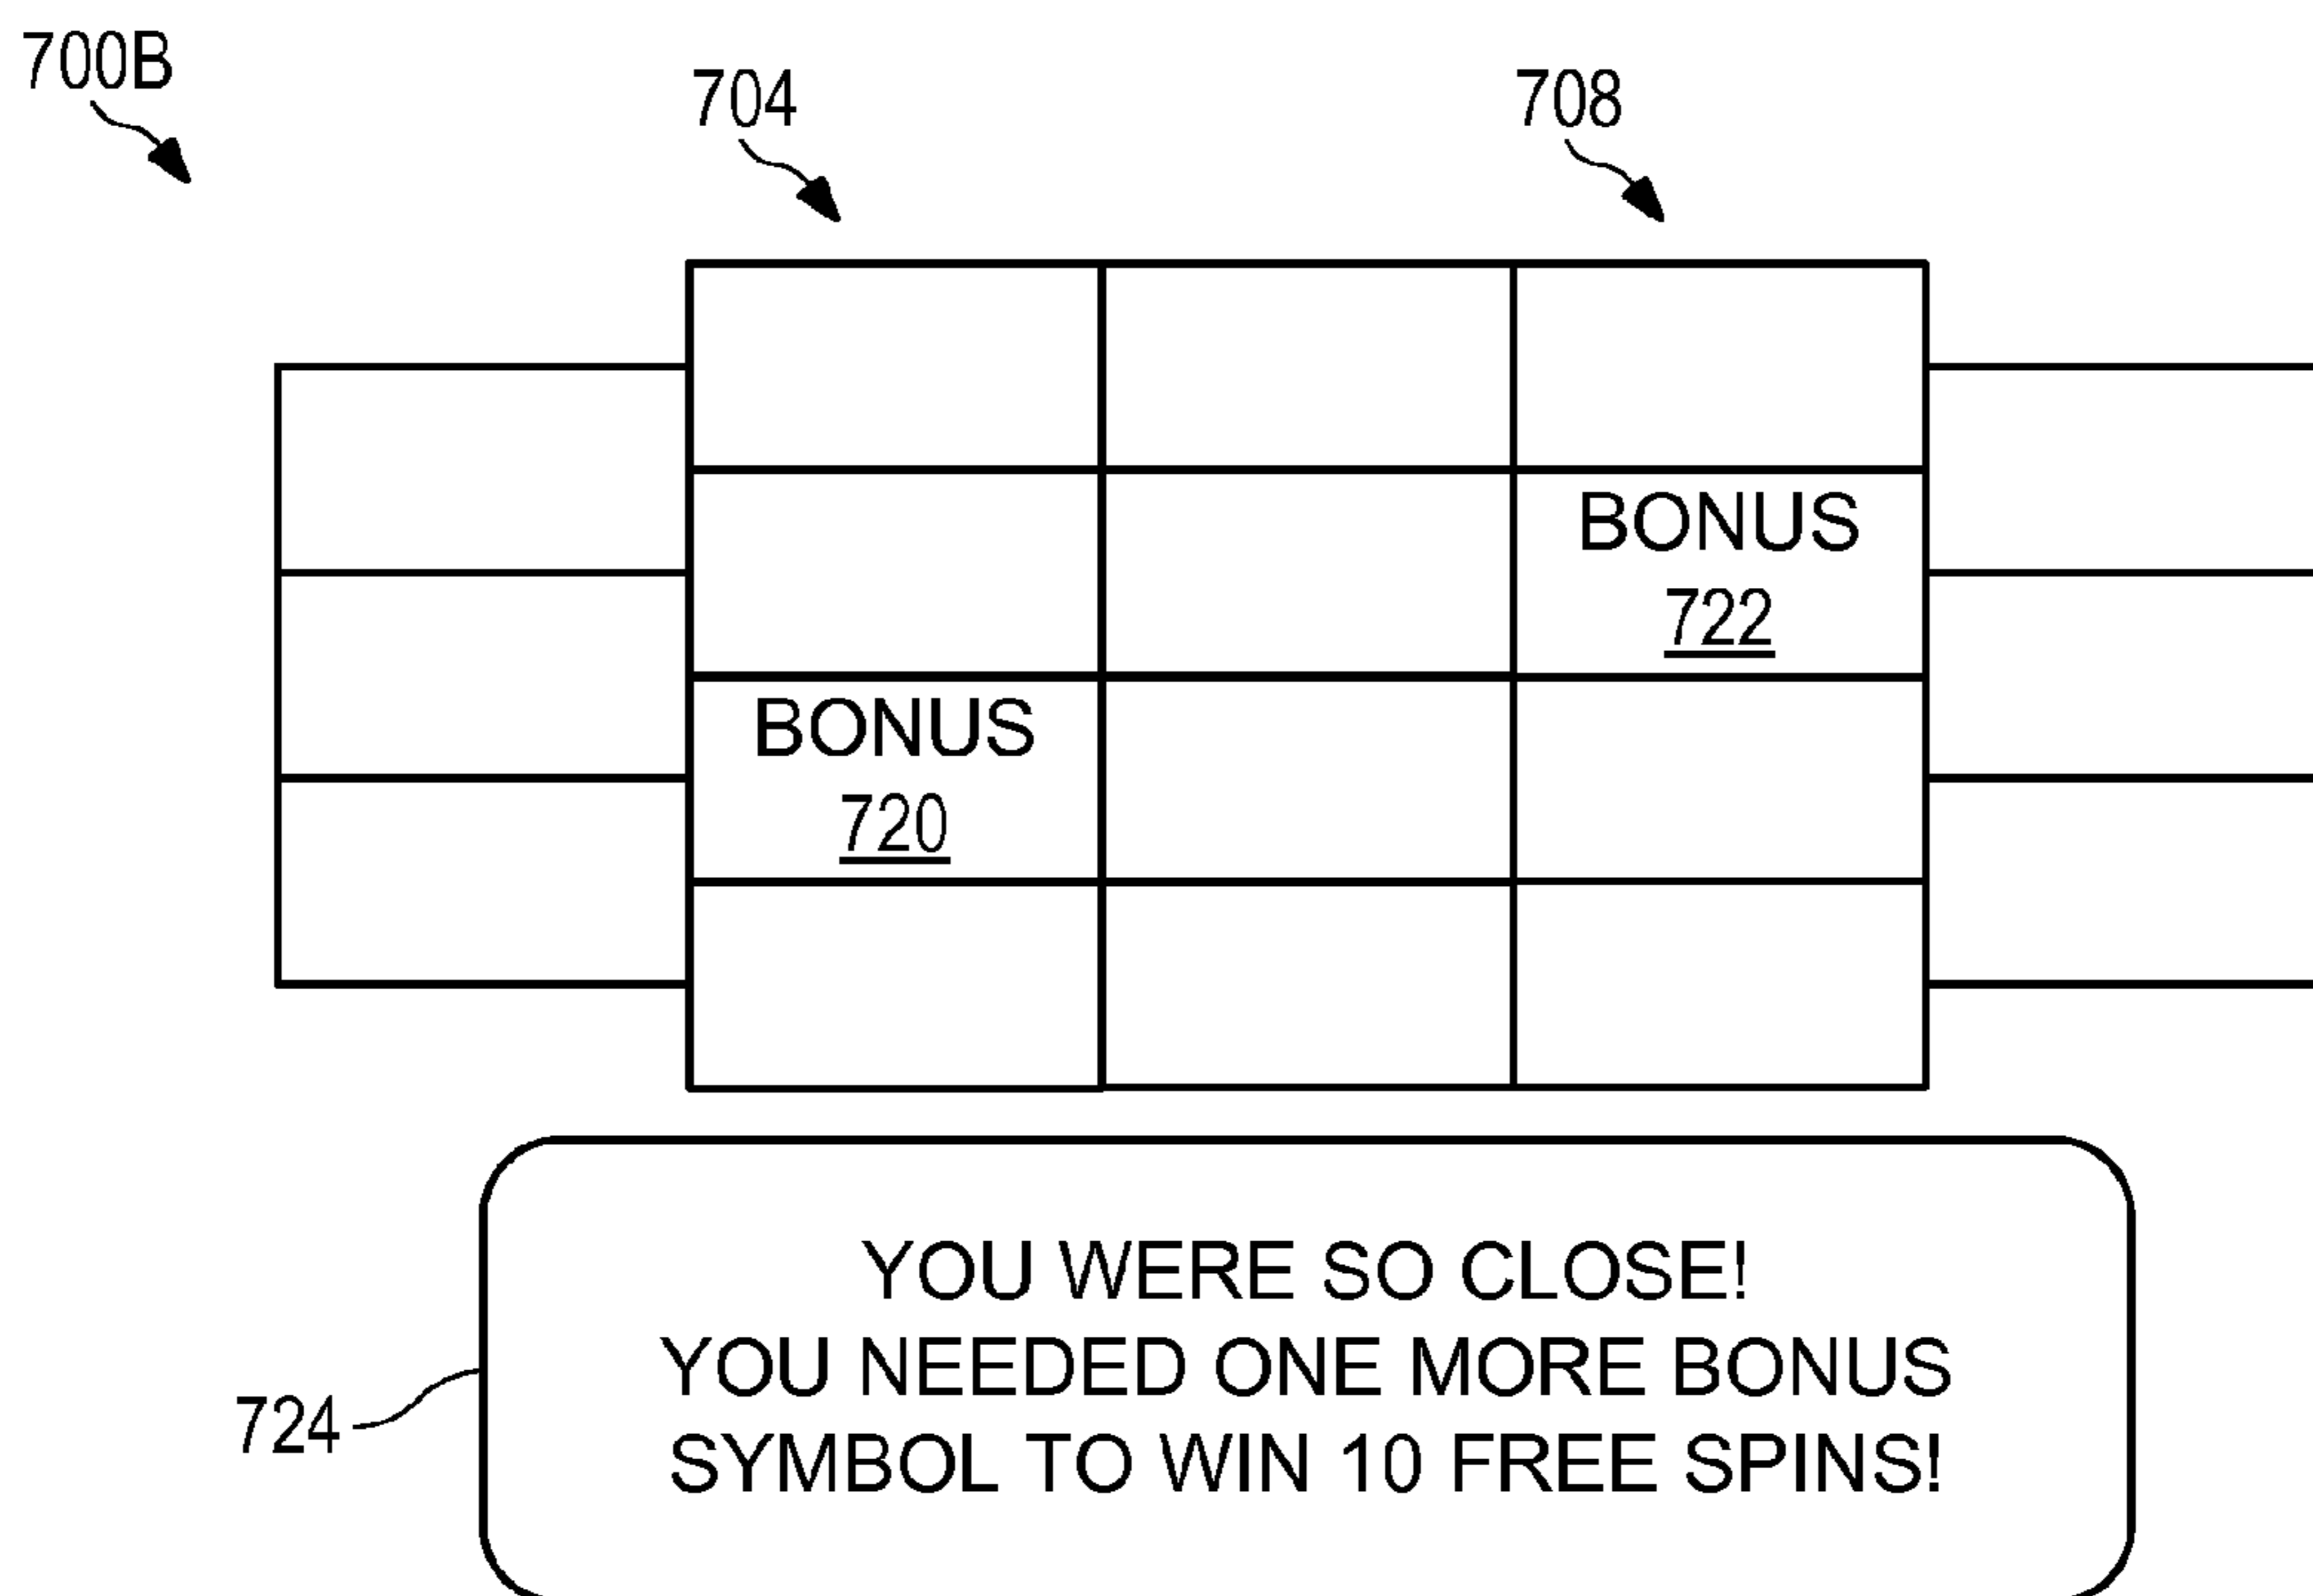 700B
704
708
BONUS
722
BONUS
720
YOU WERE SO CLOSE!
YOU NEEDED ONE MORE BONUS
SYMBOL TO WIN 10 FREE SPINS!
724